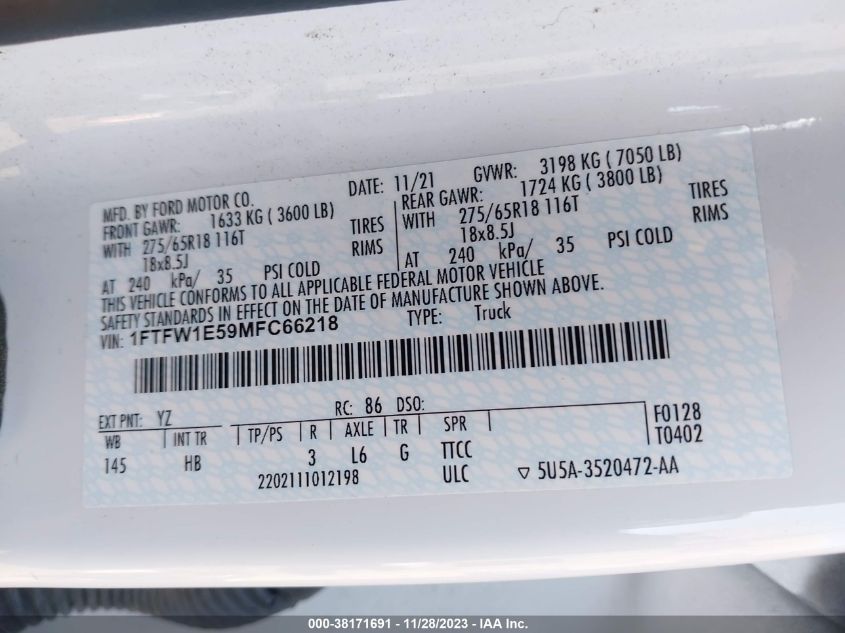 MFD. BY FORD MOTOR CO. DATE: 11/21 GVWR: 3198 KG ( 7050 LB)
FRONT GAWR: 1633 KG ( 3600 LB) REAR GAWR: 1724 KG ( 3800 LB)
WITH 275/65R18 116T TIRES WITH 275/65R18 116T TIRES
18x8.5J RIMS 18x8.5J RIMS
AT 240 kPa/ 35 PSI COLD AT 240 kPa/ 35 PSI COLD
THIS VEHICLE CONFORMS TO ALL APPLICABLE FEDERAL MOTOR VEHICLE
SAFETY STANDARDS IN EFFECT ON THE DATE OF MANUFACTURE SHOWN ABOVE.
VIN: 1FTFW1E59MFC66218 TYPE: Truck
EXT PNT: YZ RC: 86 DSO:
WB INT TR TP/PS R AXLE TR SPR F0128
145 HB 3 L6 G TTCC T0402
2202111012198 ULC ▽ 5U5A-3520472-AA
000-38171691 - 11/28/2023 - IAA Inc.